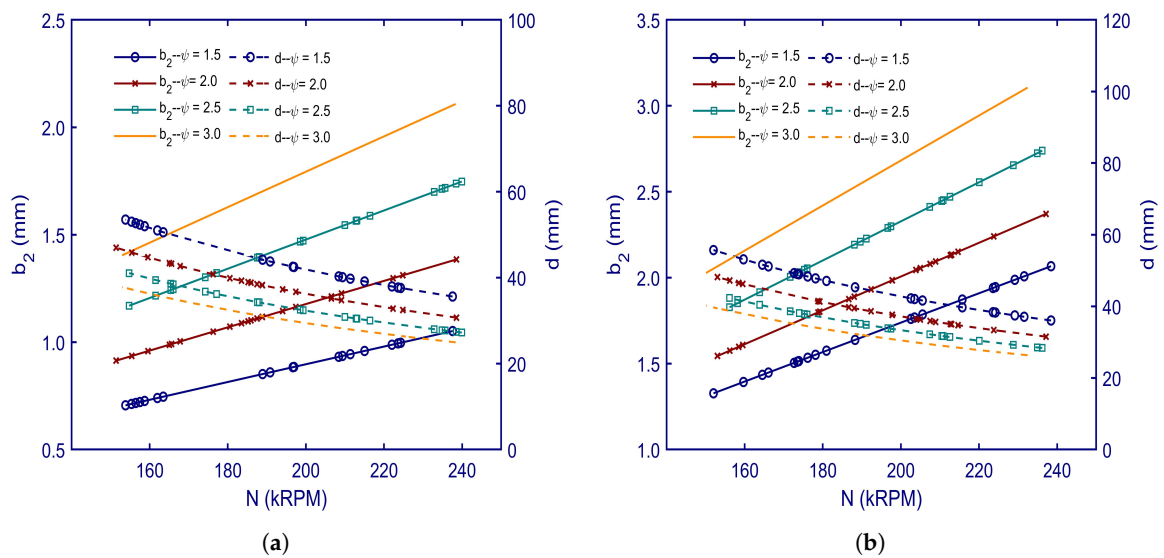 2.5
2.0
1.5
1.0
0.5
b2 (mm)
100
80
60
40
20
0
d (mm)
160 180 200 220 240
N (kRPM)
b2--ψ = 1.5 d--ψ = 1.5
b2--ψ= 2.0 d--ψ= 2.0
b2--ψ = 2.5 d--ψ = 2.5
b2--ψ = 3.0 d--ψ = 3.0
(a)
3.5
3.0
2.5
2.0
1.5
1.0
b2 (mm)
120
100
80
60
40
20
0
d (mm)
160 180 200 220 240
N (kRPM)
b2--ψ = 1.5 d--ψ = 1.5
b2--ψ= 2.0 d--ψ= 2.0
b2--ψ = 2.5 d--ψ = 2.5
b2--ψ = 3.0 d--ψ = 3.0
(b)